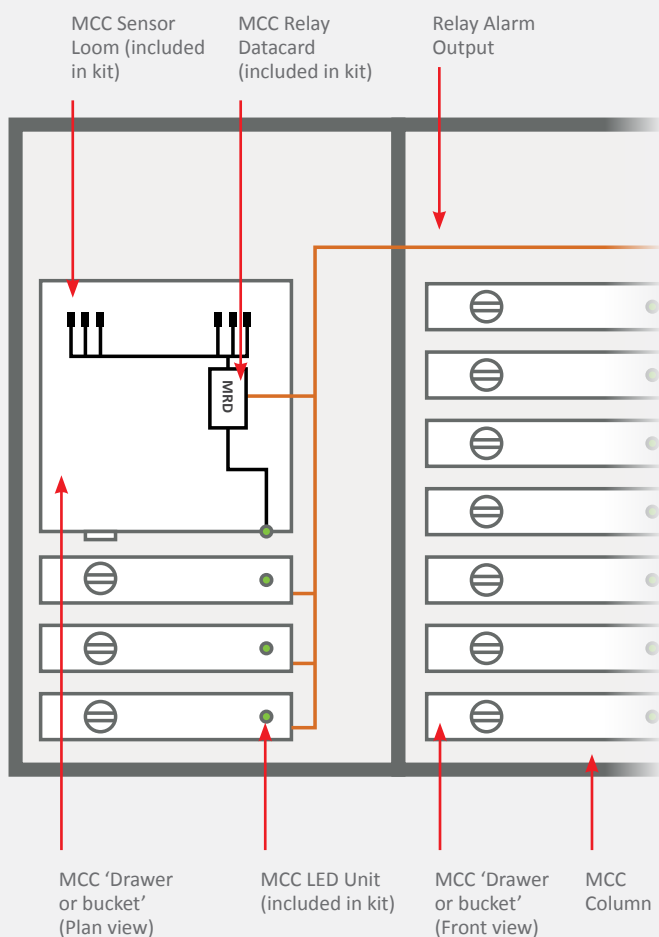 MCC Sensor
Loom (included
in kit)
MCC Relay
Datacard
(included in kit)
Relay Alarm
Output
MRD
MCC ‘Drawer
or bucket’
(Plan view)
MCC LED Unit
(included in kit)
MCC ‘Drawer
or bucket’
(Front view)
MCC
Column